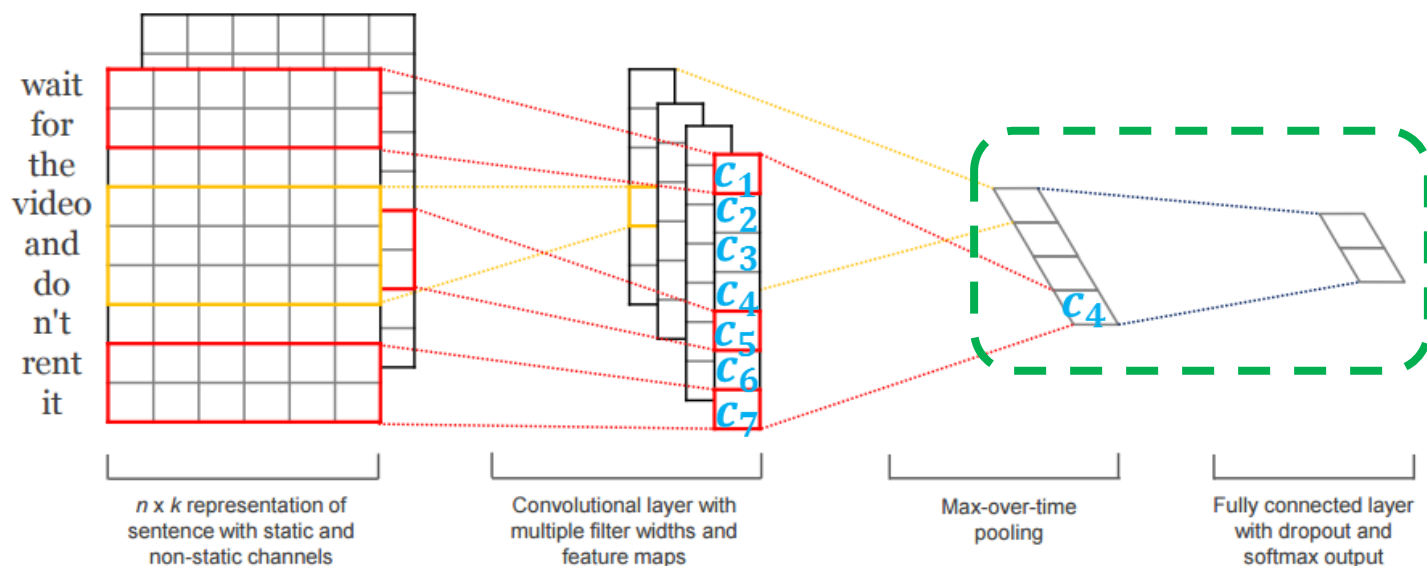 wait
for
the
video
and
do
n't
rent
it
c₁
c₂
c₃
c₄
c₅
c₆
c₇
c₄
n x k representation of
sentence with static and
non-static channels
Convolutional layer with
multiple filter widths and
feature maps
Max-over-time
pooling
Fully connected layer
with dropout and
softmax output